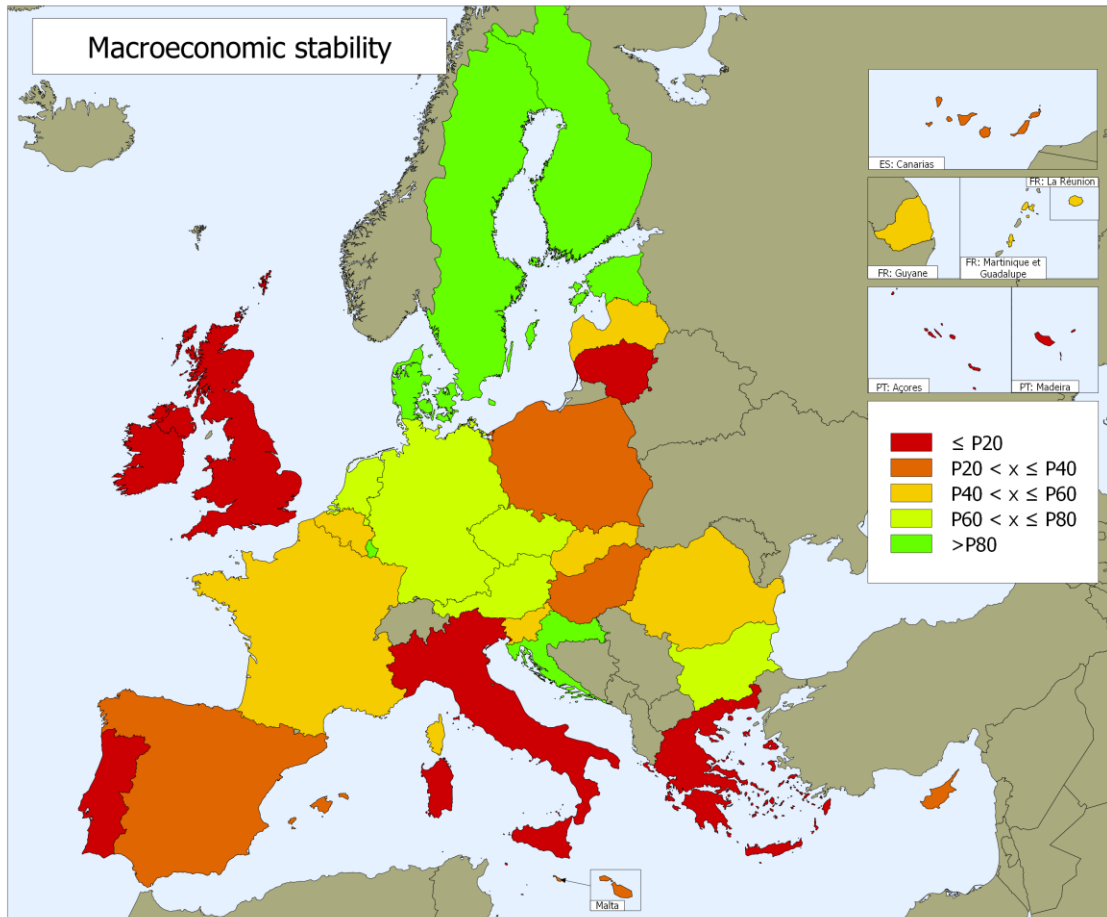 Macroeconomic stability
ES: Canarias
FR: La Réunion
FR: Guyane
FR: Martinique et
Guadalupe
PT: Açores
PT: Madeira
≤ P20
P20 < x ≤ P40
P40 < x ≤ P60
P60 < x ≤ P80
>P80
Malta